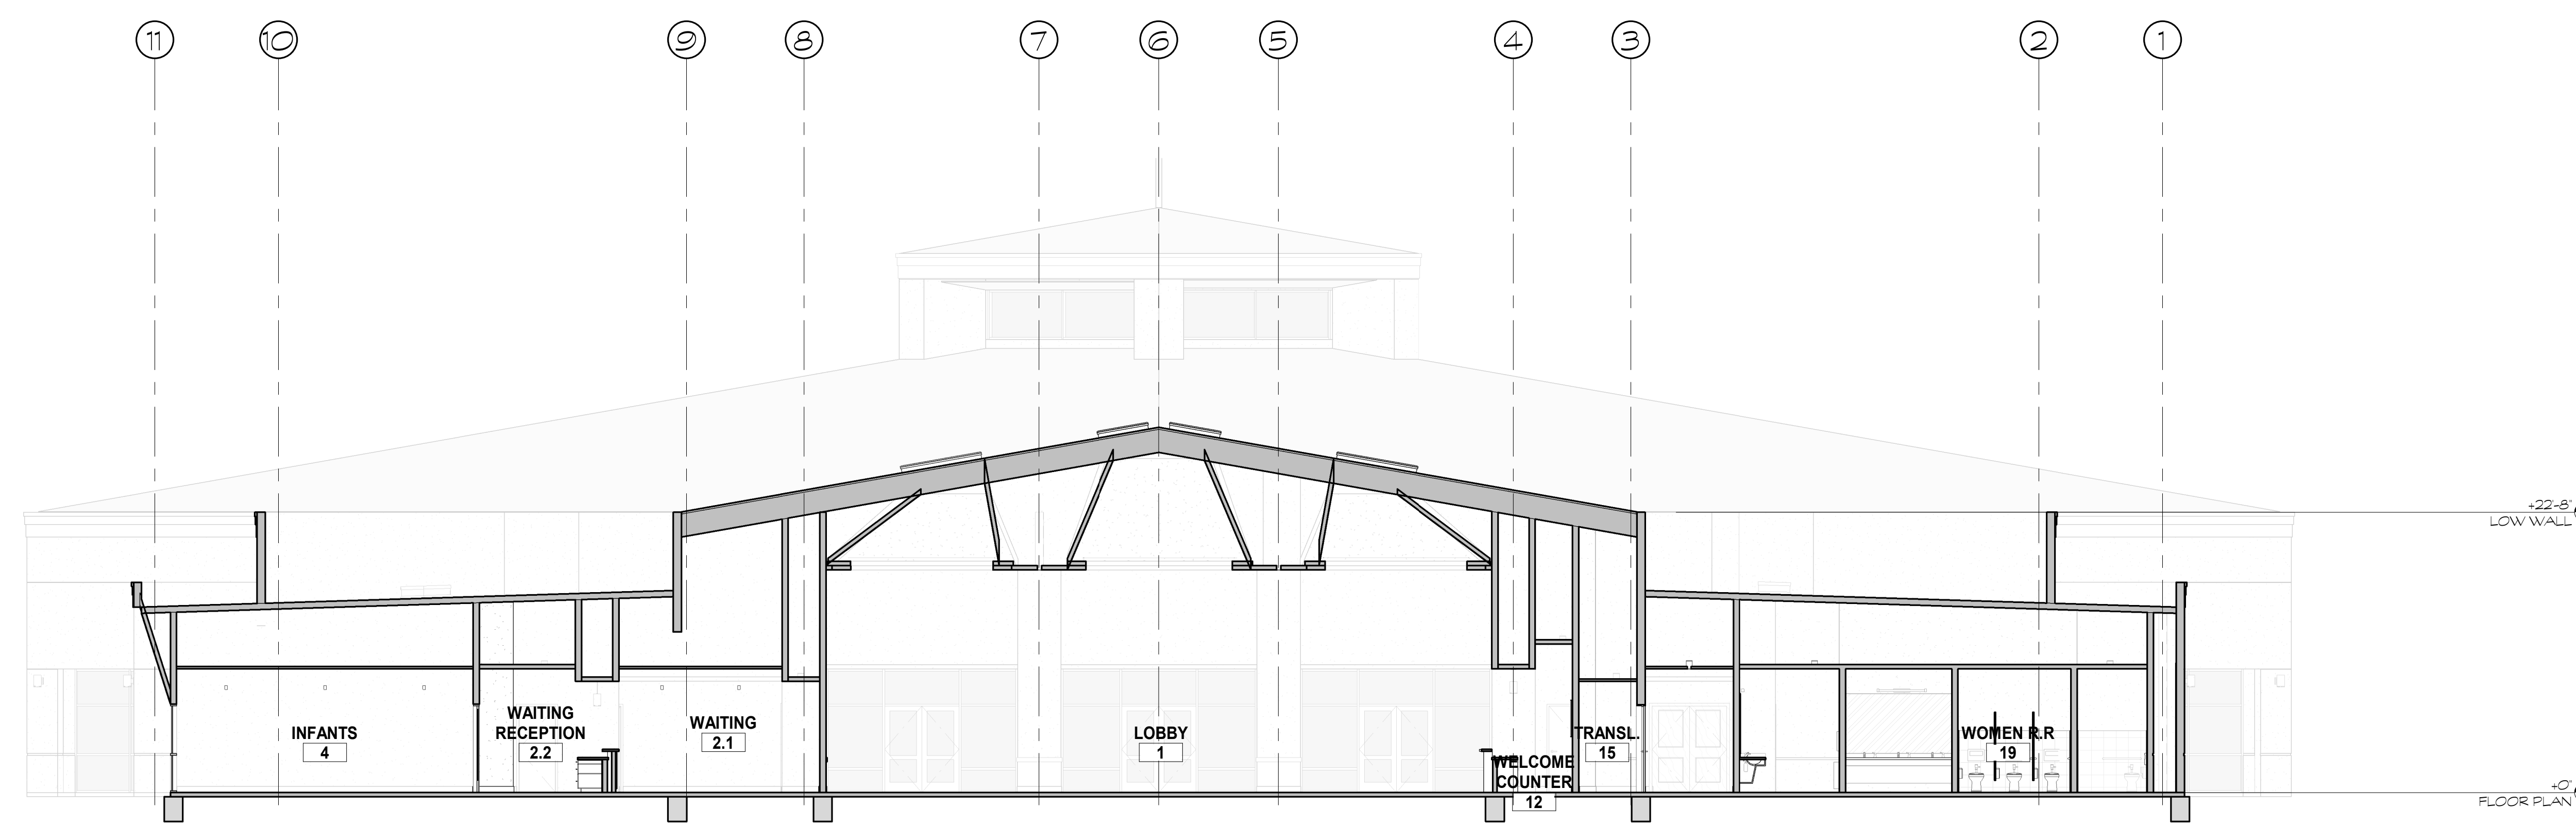 11
10
9
8
7
6
5
4
3
2
1
+22'-8"
LOW WALL
INFANTS
4
WAITING
RECEPTION
2.2
WAITING
2.1
LOBBY
1
WELCOME
COUNTER
12
TRANSL.
15
WOMEN R.R
19
+0"
FLOOR PLAN